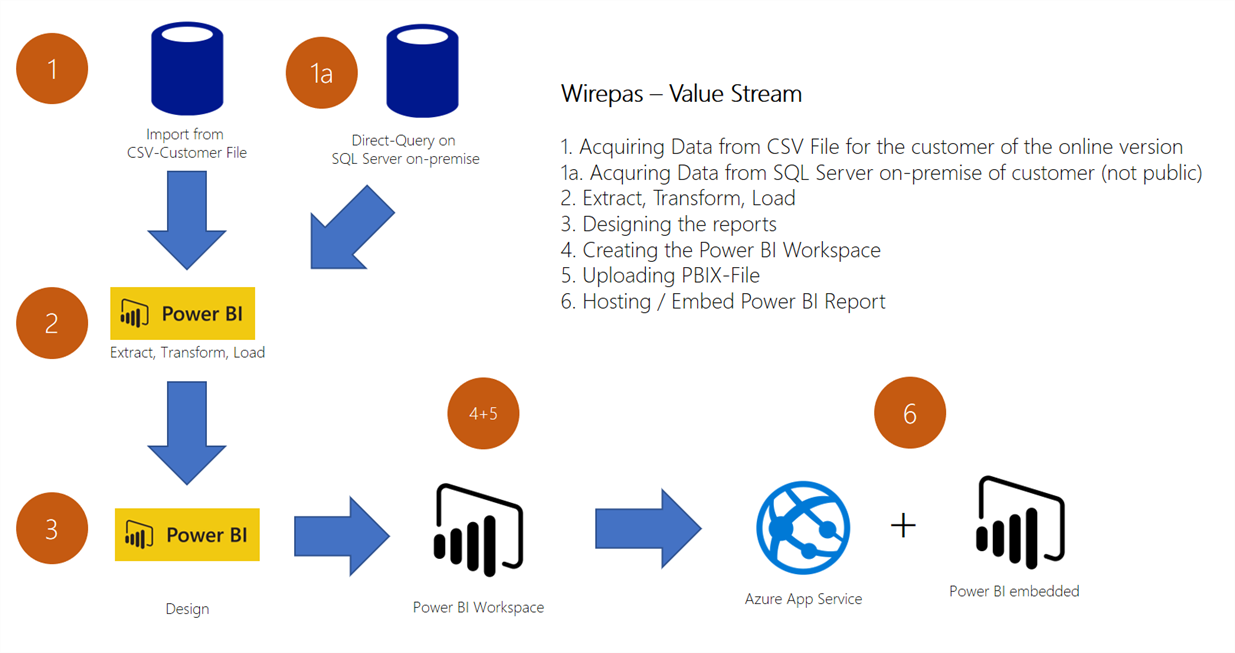 1
1a
Import from
CSV-Customer File
Direct-Query on
SQL Server on-premise
Wirepas – Value Stream
1. Acquiring Data from CSV File for the customer of the online version
1a. Acquring Data from SQL Server on-premise of customer (not public)
2. Extract, Transform, Load
3. Designing the reports
4. Creating the Power BI Workspace
5. Uploading PBIX-File
6. Hosting / Embed Power BI Report
2
Power BI
Extract, Transform, Load
4+5
6
3
Power BI
Design
Power BI Workspace
Azure App Service
+
Power BI embedded